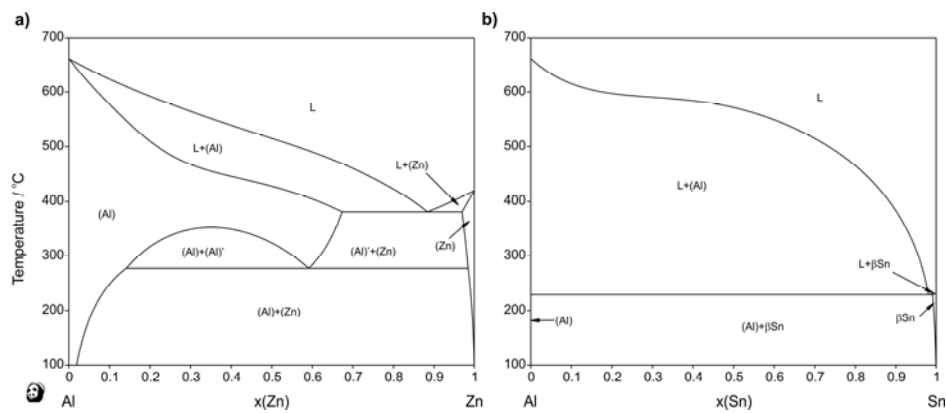 a)
700
600
500
400
300
200
100
Temperature / °C
L
L+(Al)
L+(Zn)
(Al)
(Al)+(Al)'
(Al)'+(Zn)
(Zn)
(Al)+(Zn)
0 0.1 0.2 0.3 0.4 0.5 0.6 0.7 0.8 0.9 1
Al x(Zn) Zn
b)
700
600
500
400
300
200
100
L
L+(Al)
L+βSn
(Al)
(Al)+βSn
βSn
0 0.1 0.2 0.3 0.4 0.5 0.6 0.7 0.8 0.9 1
Al x(Sn) Sn